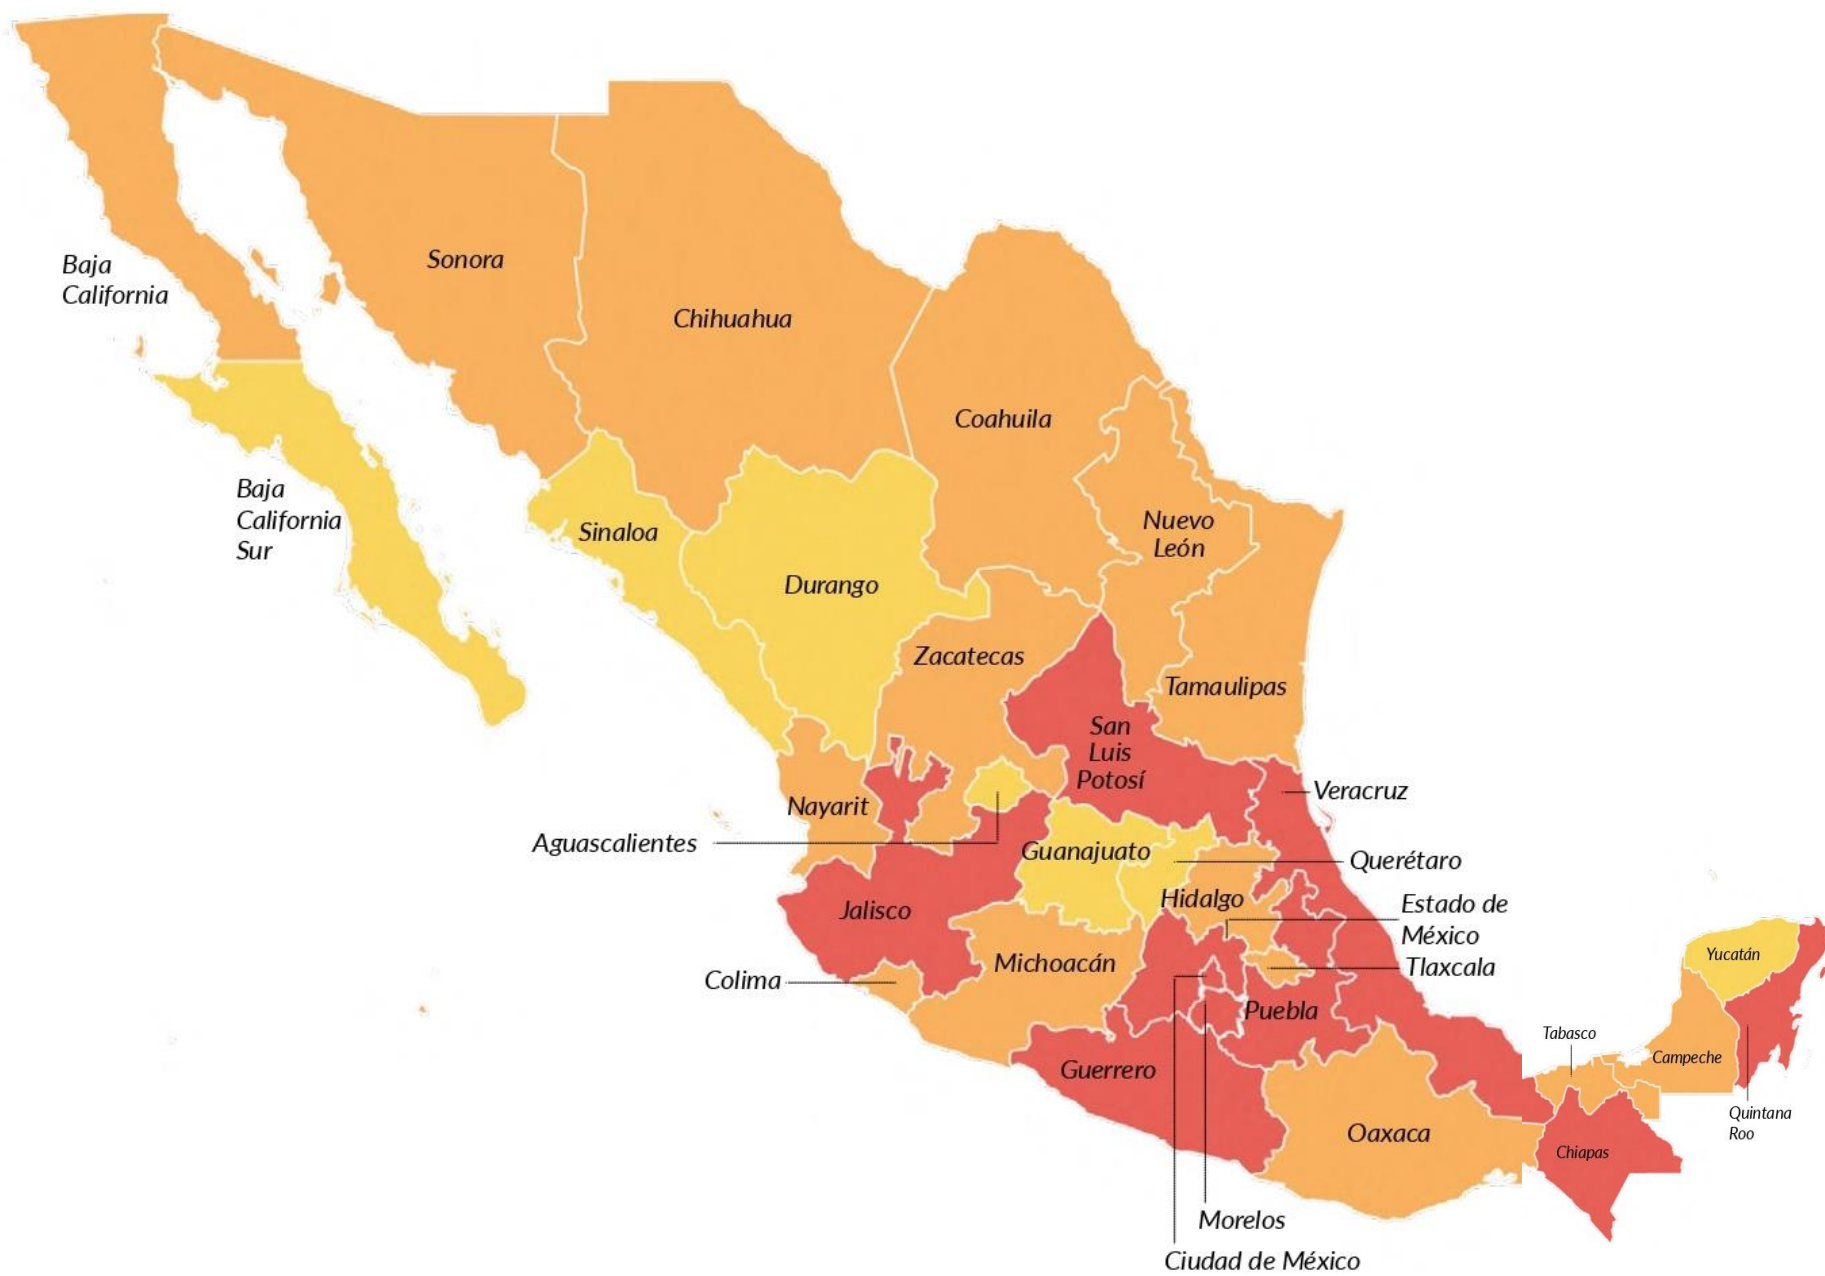 Baja
California
Sonora
Chihuahua
Coahuila
Baja
California
Sur
Sinaloa
Nuevo
León
Durango
Zacatecas
Tamaulipas
San
Luis
Potosí
Nayarit
Veracruz
Aguascalientes
Guanajuato
Querétaro
Hidalgo
Estado de
México
Jalisco
Michoacán
Tlaxcala
Colima
Puebla
Yucatán
Tabasco
Campeche
Guerrero
Quintana
Roo
Oaxaca
Chiapas
Morelos
Ciudad de México